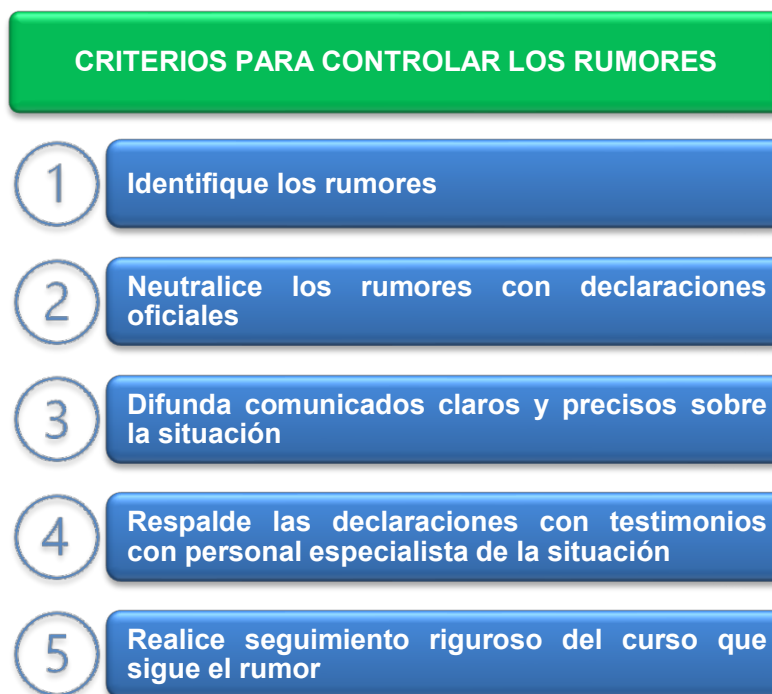 CRITERIOS PARA CONTROLAR LOS RUMORES
1
Identifique los rumores
2
Neutralice los rumores con declaraciones
oficiales
3
Difunda comunicados claros y precisos sobre
la situación
4
Respalde las declaraciones con testimonios
con personal especialista de la situación
5
Realice seguimiento riguroso del curso que
sigue el rumor